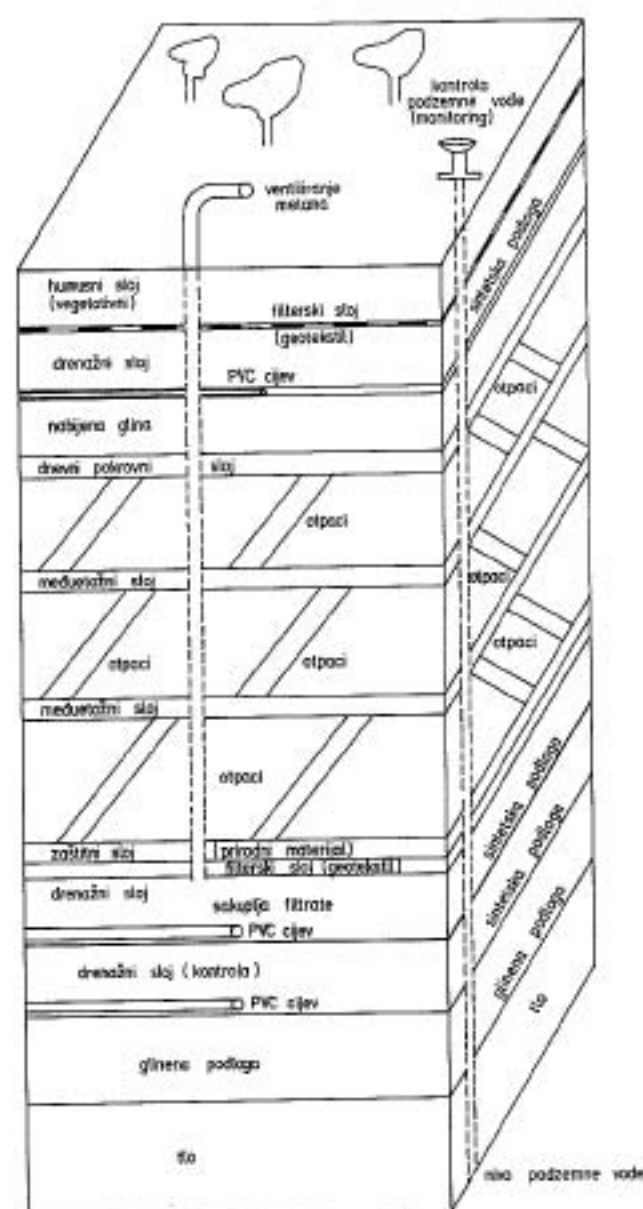 kontrola
podzemne vode
(monitoring)
ventiliranje
metana
humusni sloj
(vegetativni)
filterski sloj
(geotekstil)
drenažni sloj
PVC cijev
nabijena glina
dnevni pokrovni sloj
otpaci
međuetažni sloj
otpaci
otpaci
međuetažni sloj
otpaci
zaštitni sloj (prirodni materijal)
filterski sloj (geotekstil)
drenažni sloj
sakuplja filtrate
PVC cijev
drenažni sloj (kontrola)
PVC cijev
glinena podloga
tlo
sintetska podloga
otpaci
otpaci
otpaci
sintetska podloga
sintetska podloga
glinena podloga
tlo
nivo podzemne vode